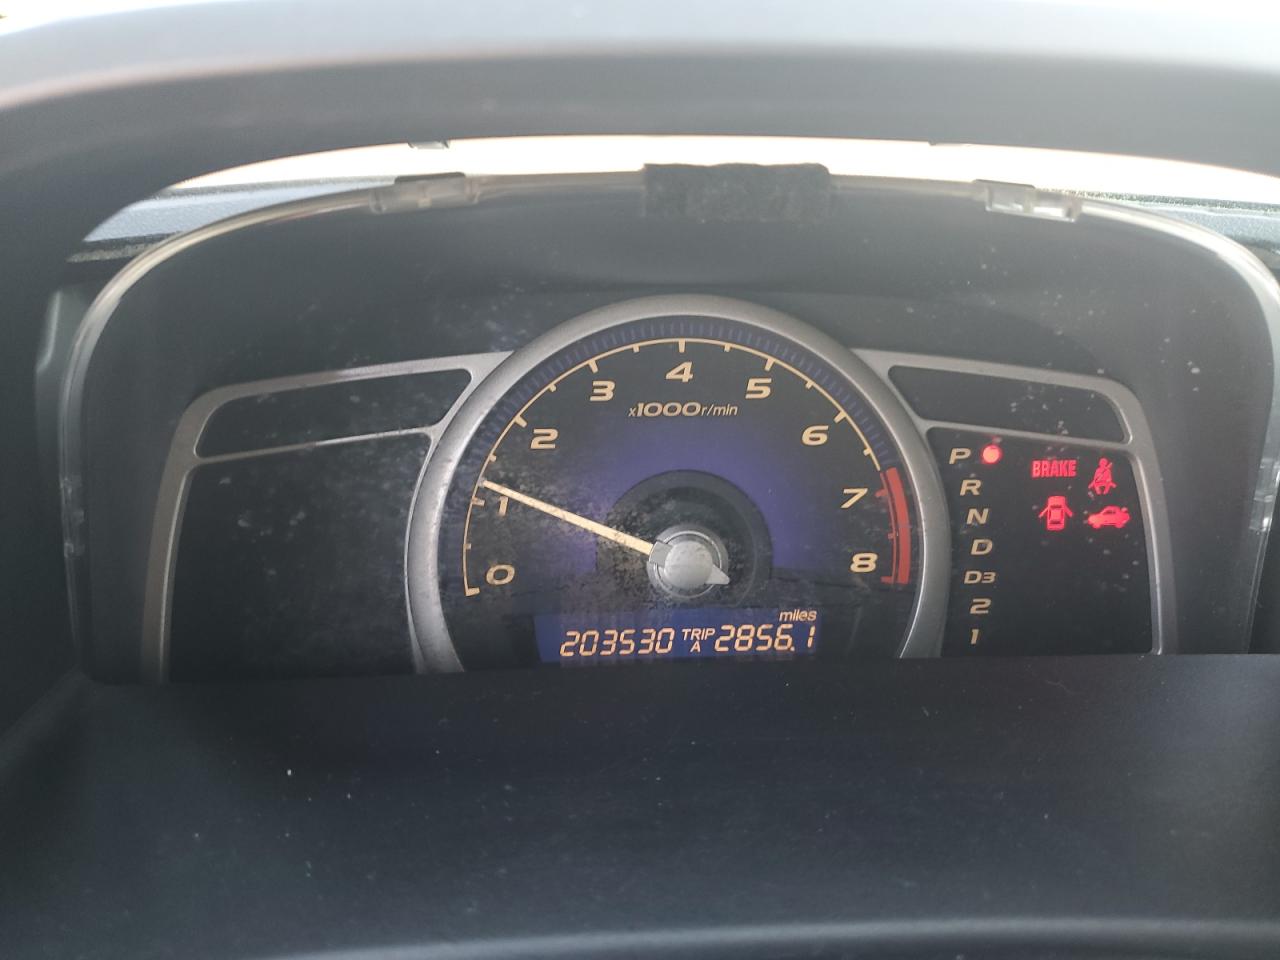 0 1 2 3 4 5 6 7 8
x1000r/min
miles
203530 TRIP A 2856.1
P
R
N
D
D3
2
1
BRAKE